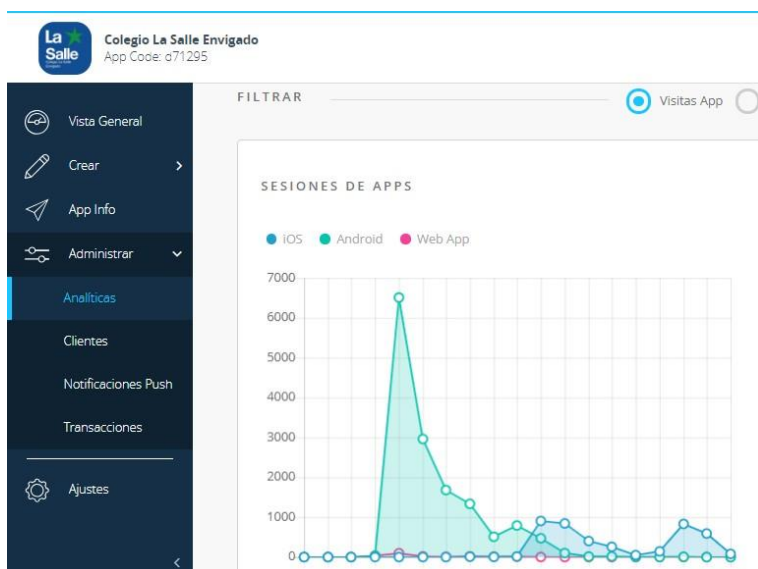 La
Salle
Colegio La Salle Envigado
App Code: d71295
Vista General
Crear
App Info
Administrar
Analíticas
Clientes
Notificaciones Push
Transacciones
Ajustes
FILTRAR
Visitas App
SESIONES DE APPS
iOS Android Web App
7000
6000
5000
4000
3000
2000
1000
0